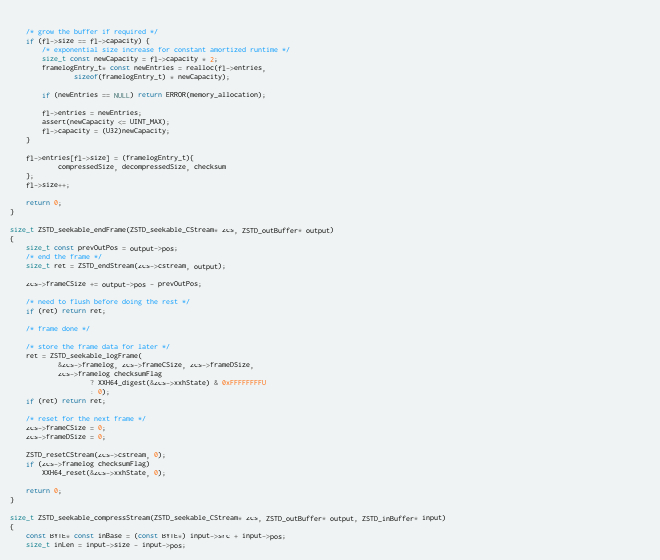 /* grow the buffer if required */
if (fl->size == fl->capacity) {
/* exponential size increase for constant amortized runtime */
size_t const newCapacity = fl->capacity * 2;
framelogEntry_t* const newEntries = realloc(fl->entries,
sizeof(framelogEntry_t) * newCapacity);
if (newEntries == NULL) return ERROR(memory_allocation);
fl->entries = newEntries;
assert(newCapacity <= UINT_MAX);
fl->capacity = (U32)newCapacity;
}
fl->entries[fl->size] = (framelogEntry_t){
compressedSize, decompressedSize, checksum
};
fl->size++;
return 0;
}
size_t ZSTD_seekable_endFrame(ZSTD_seekable_CStream* zcs, ZSTD_outBuffer* output)
{
size_t const prevOutPos = output->pos;
/* end the frame */
size_t ret = ZSTD_endStream(zcs->cstream, output);
zcs->frameCSize += output->pos - prevOutPos;
/* need to flush before doing the rest */
if (ret) return ret;
/* frame done */
/* store the frame data for later */
ret = ZSTD_seekable_logFrame(
&zcs->framelog, zcs->frameCSize, zcs->frameDSize,
zcs->framelog.checksumFlag
? XXH64_digest(&zcs->xxhState) & 0xFFFFFFFFU
: 0);
if (ret) return ret;
/* reset for the next frame */
zcs->frameCSize = 0;
zcs->frameDSize = 0;
ZSTD_resetCStream(zcs->cstream, 0);
if (zcs->framelog.checksumFlag)
XXH64_reset(&zcs->xxhState, 0);
return 0;
}
size_t ZSTD_seekable_compressStream(ZSTD_seekable_CStream* zcs, ZSTD_outBuffer* output, ZSTD_inBuffer* input)
{
const BYTE* const inBase = (const BYTE*) input->src + input->pos;
size_t inLen = input->size - input->pos;